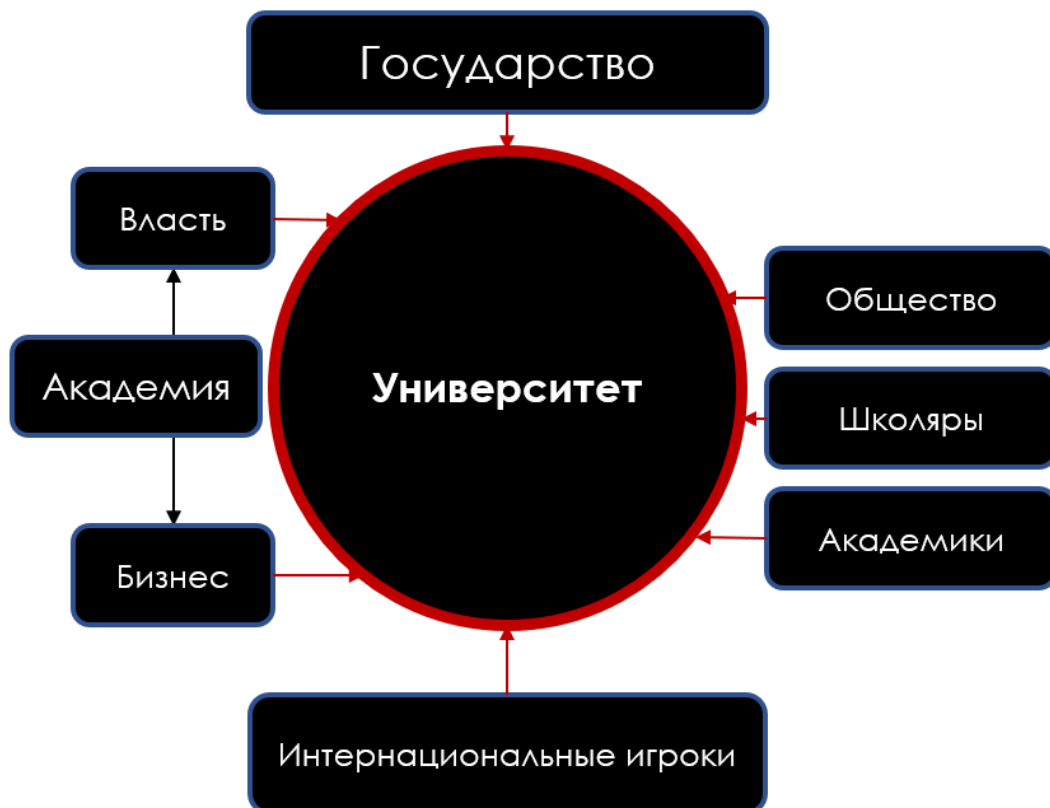 Государство
Власть
Общество
Академия
Университет
Школяры
Академики
Бизнес
Интернациональные игроки